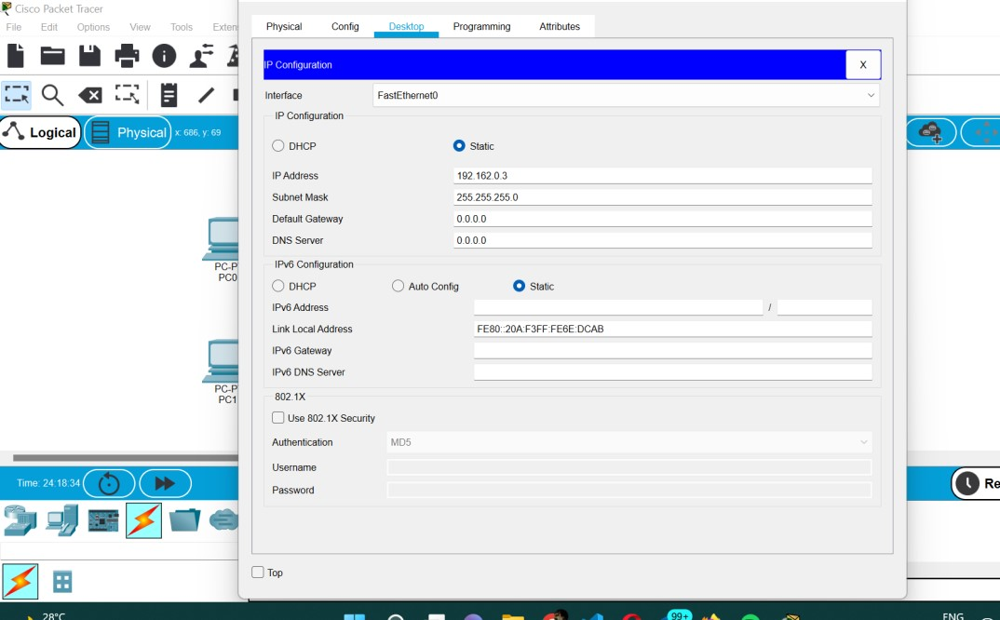 Cisco Packet Tracer
File Edit Options View Tools Exten
Logical
Physical x: 686, y: 69
PC-P
PC0
PC-P
PC1
Time: 24:18:34
Physical Config Desktop Programming Attributes
IP Configuration X
Interface FastEthernet0
IP Configuration
DHCP Static
IP Address 192.162.0.3
Subnet Mask 255.255.255.0
Default Gateway 0.0.0.0
DNS Server 0.0.0.0
IPv6 Configuration
DHCP Auto Config Static
IPv6 Address /
Link Local Address FE80::20A:F3FF:FE6E:DCAB
IPv6 Gateway
IPv6 DNS Server
802.1X
Use 802.1X Security
Authentication MD5
Username
Password
Top
Re
28°C
99+
ENG